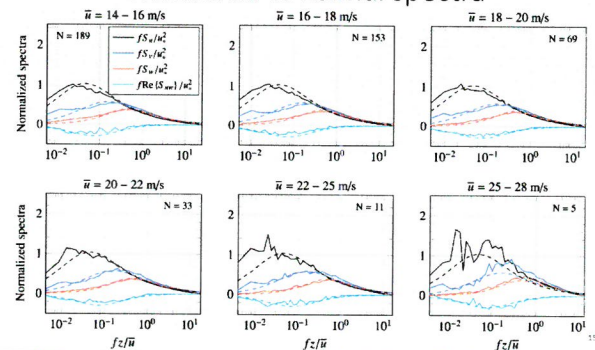 ū = 14 – 16 m/s
ū = 16 – 18 m/s
ū = 18 – 20 m/s
Normalized spectra
2
1
0
N = 189
fS_u/u*²
fS_v/u*²
fS_w/u*²
fRe{S_uw}/u*²
10⁻² 10⁻¹ 10⁰ 10¹
2
1
0
N = 153
10⁻² 10⁻¹ 10⁰ 10¹
2
1
0
N = 69
10⁻² 10⁻¹ 10⁰ 10¹
ū = 20 – 22 m/s
ū = 22 – 25 m/s
ū = 25 – 28 m/s
Normalized spectra
2
1
0
N = 33
10⁻² 10⁻¹ 10⁰ 10¹
fz/ū
2
1
0
N = 11
10⁻² 10⁻¹ 10⁰ 10¹
fz/ū
2
1
0
N = 5
10⁻² 10⁻¹ 10⁰ 10¹
fz/ū